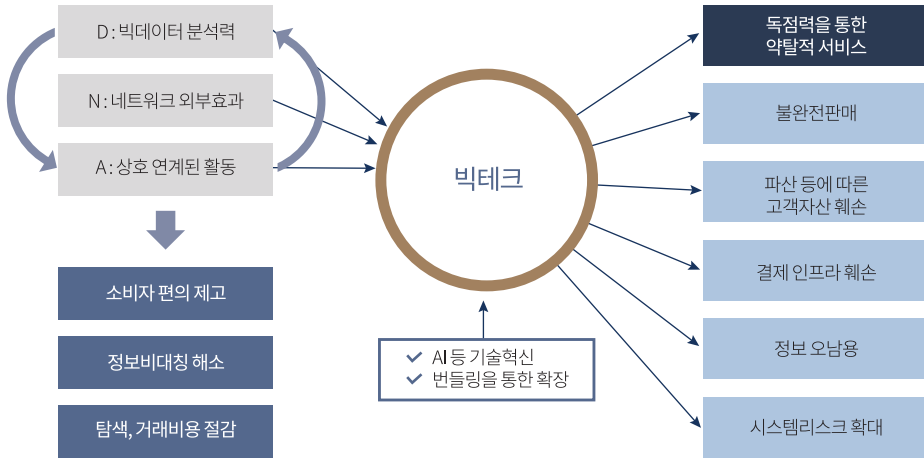 D : 빅데이터 분석력
N : 네트워크 외부효과
A : 상호 연계된 활동
소비자 편의 제고
정보비대칭 해소
탐색, 거래비용 절감
빅테크
AI 등 기술혁신
번들링을 통한 확장
독점력을 통한
약탈적 서비스
불완전판매
파산 등에 따른
고객자산 훼손
결제 인프라 훼손
정보 오남용
시스템리스크 확대